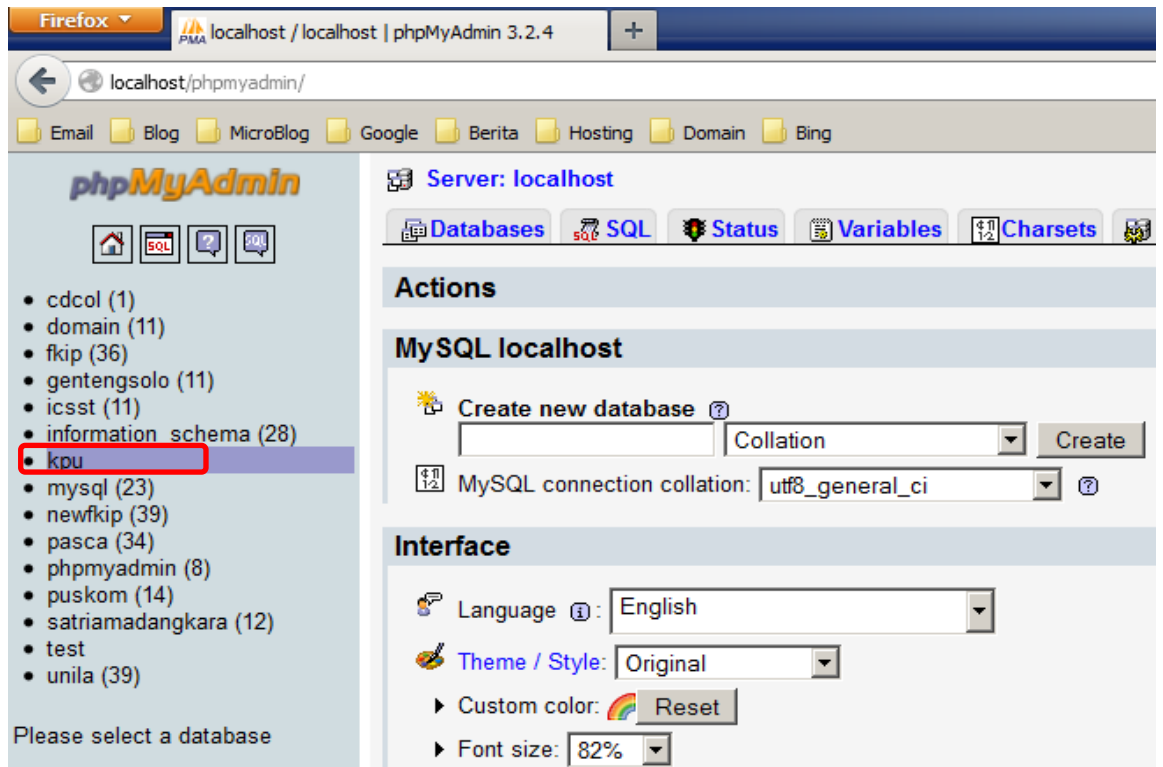 Firefox
PMA localhost / localhost | phpMyAdmin 3.2.4 +
localhost/phpmyadmin/
Email Blog MicroBlog Google Berita Hosting Domain Bing
phpMyAdmin
SQL ? SQL
cdcol (1)
domain (11)
fkip (36)
gentengsolo (11)
icsst (11)
information_schema (28)
kpu
mysql (23)
newfkip (39)
pasca (34)
phpmyadmin (8)
puskom (14)
satriamadangkara (12)
test
unila (39)
Please select a database
Server: localhost
Databases SQL Status Variables Charsets
Actions
MySQL localhost
Create new database ?
Collation Create
MySQL connection collation: utf8_general_ci ?
Interface
Language i : English
Theme / Style: Original
Custom color: Reset
Font size: 82%